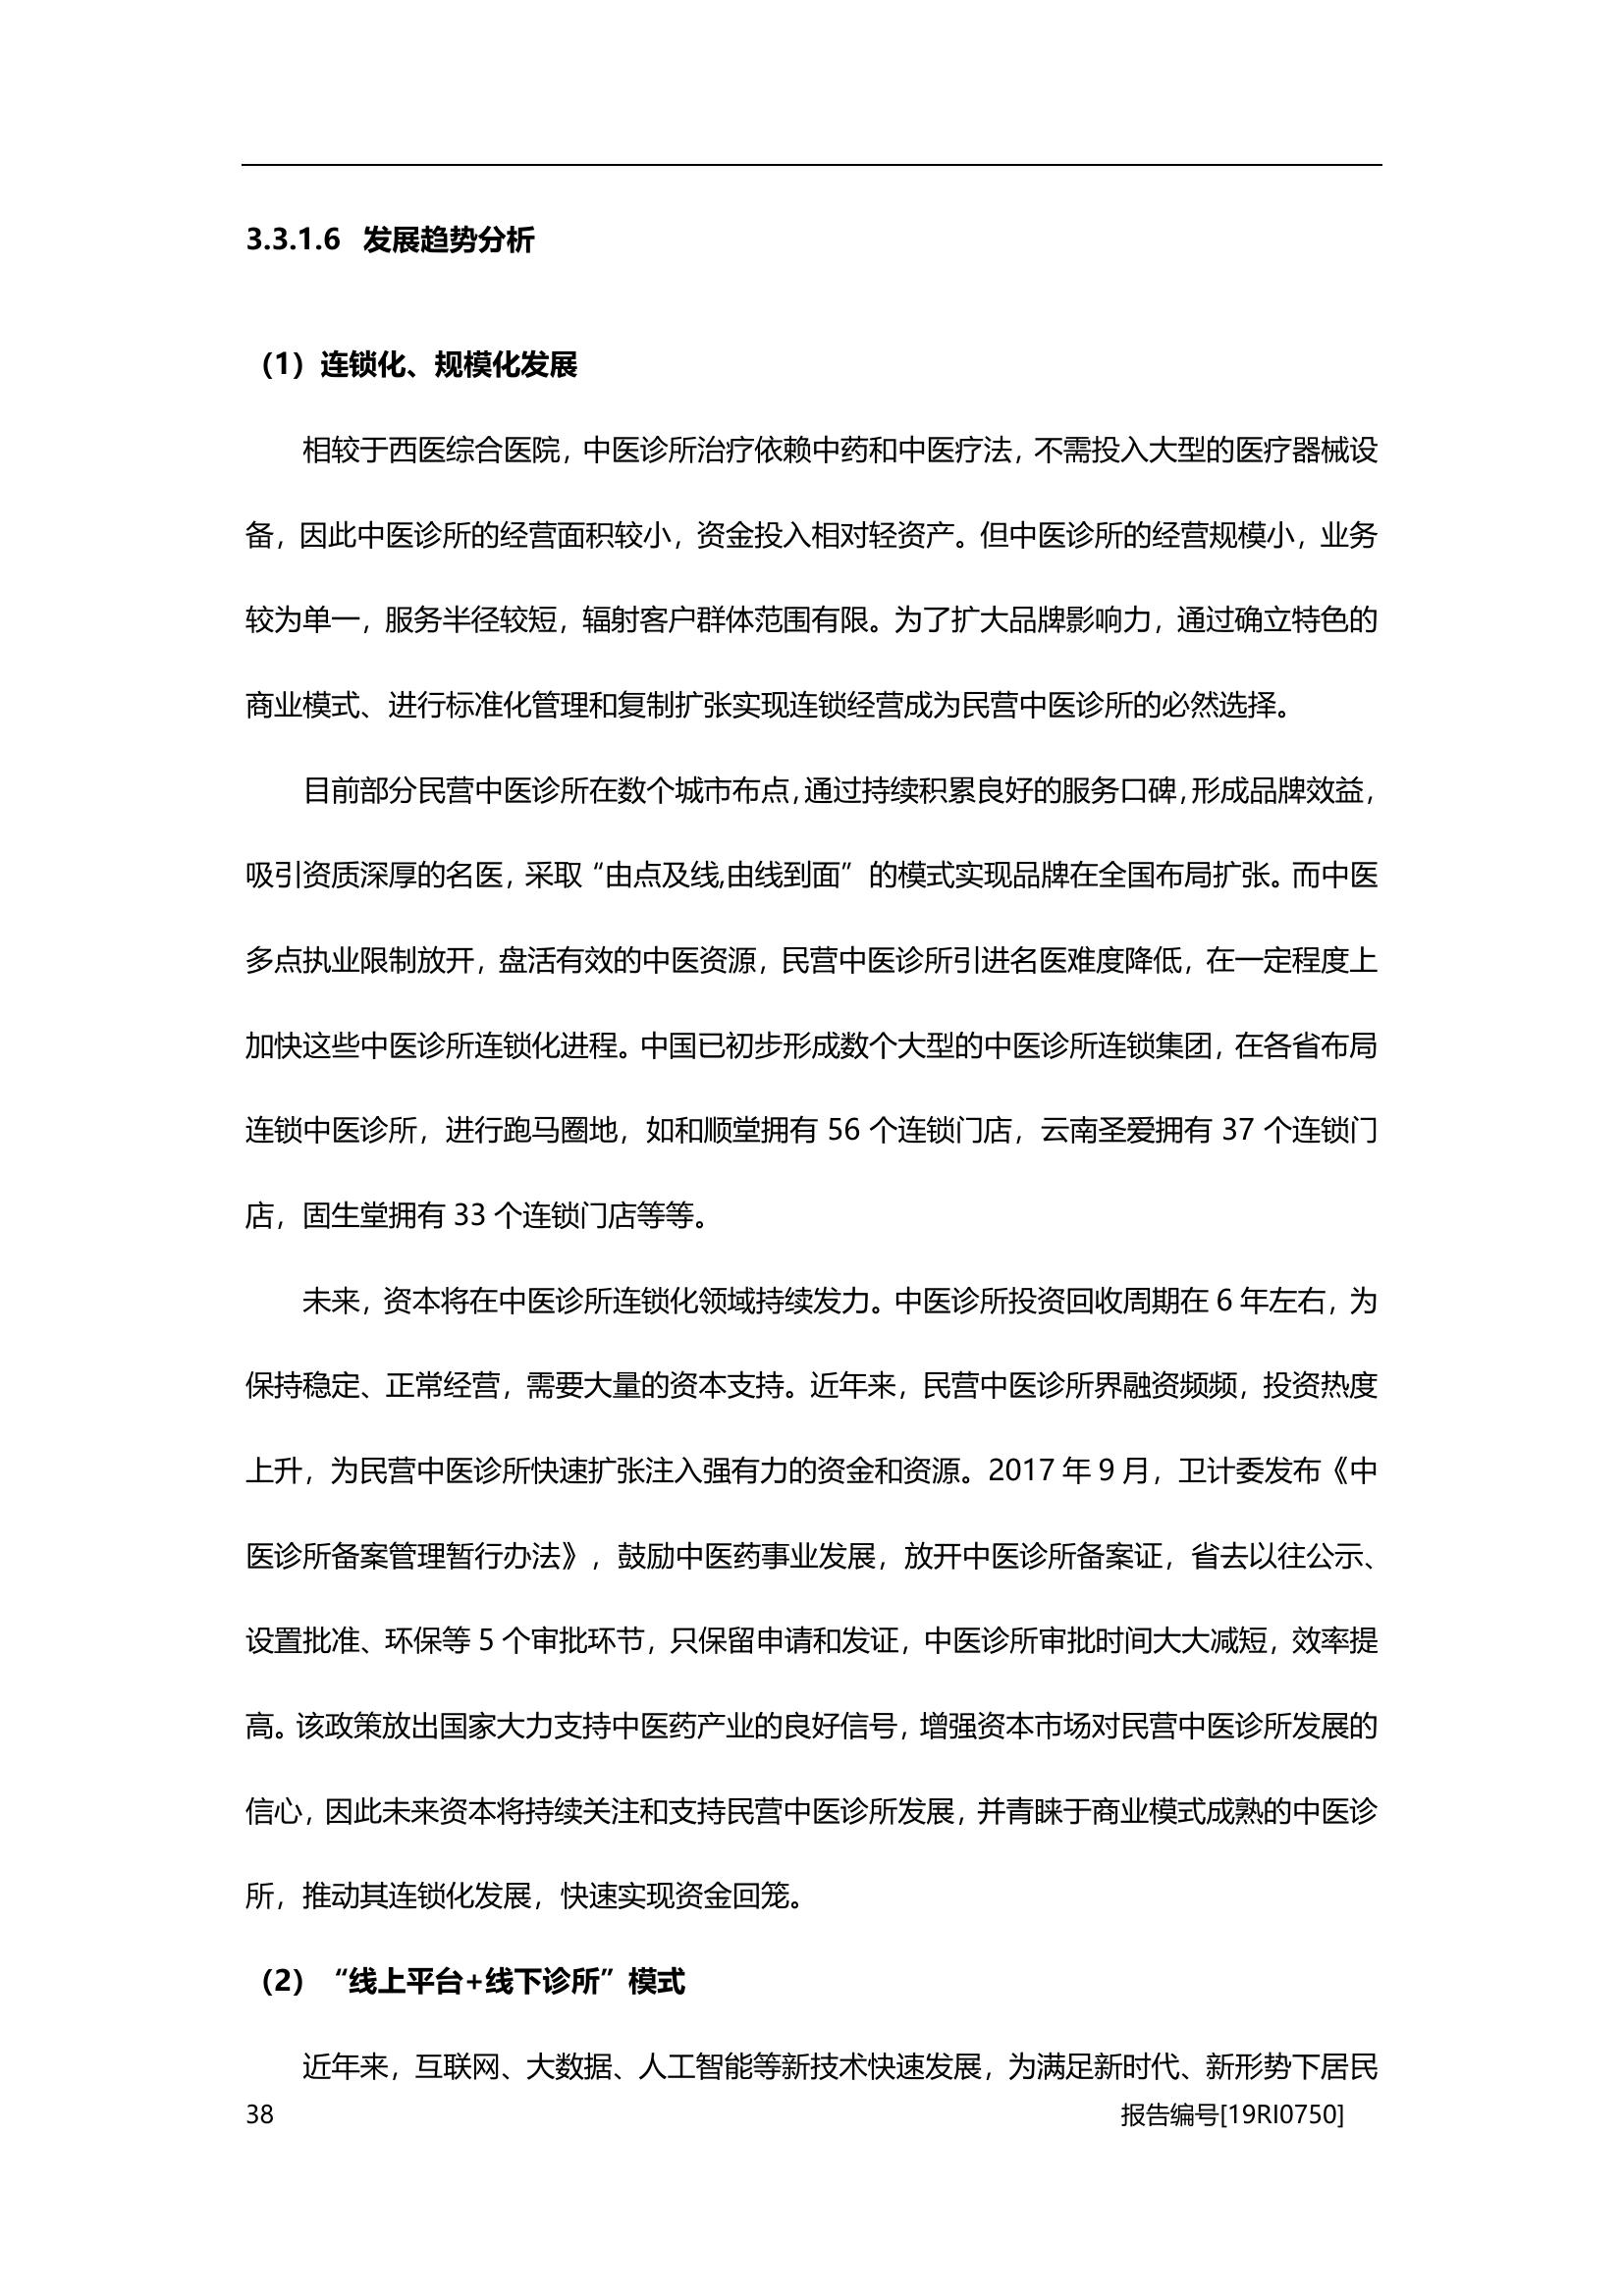 3.3.1.6 发展趋势分析
（1）连锁化、规模化发展
相较于西医综合医院，中医诊所治疗依赖中药和中医疗法，不需投入大型的医疗器械设
备，因此中医诊所的经营面积较小，资金投入相对轻资产。但中医诊所的经营规模小，业务
较为单一，服务半径较短，辐射客户群体范围有限。为了扩大品牌影响力，通过确立特色的
商业模式、进行标准化管理和复制扩张实现连锁经营成为民营中医诊所的必然选择。
目前部分民营中医诊所在数个城市布点，通过持续积累良好的服务口碑，形成品牌效益，
吸引资质深厚的名医，采取“由点及线,由线到面”的模式实现品牌在全国布局扩张。而中医
多点执业限制放开，盘活有效的中医资源，民营中医诊所引进名医难度降低，在一定程度上
加快这些中医诊所连锁化进程。中国已初步形成数个大型的中医诊所连锁集团，在各省布局
连锁中医诊所，进行跑马圈地，如和顺堂拥有 56 个连锁门店，云南圣爱拥有 37 个连锁门
店，固生堂拥有 33 个连锁门店等等。
未来，资本将在中医诊所连锁化领域持续发力。中医诊所投资回收周期在 6 年左右，为
保持稳定、正常经营，需要大量的资本支持。近年来，民营中医诊所界融资频频，投资热度
上升，为民营中医诊所快速扩张注入强有力的资金和资源。2017 年 9 月，卫计委发布《中
医诊所备案管理暂行办法》，鼓励中医药事业发展，放开中医诊所备案证，省去以往公示、
设置批准、环保等 5 个审批环节，只保留申请和发证，中医诊所审批时间大大减短，效率提
高。该政策放出国家大力支持中医药产业的良好信号，增强资本市场对民营中医诊所发展的
信心，因此未来资本将持续关注和支持民营中医诊所发展，并青睐于商业模式成熟的中医诊
所，推动其连锁化发展，快速实现资金回笼。
（2）“线上平台+线下诊所”模式
近年来，互联网、大数据、人工智能等新技术快速发展，为满足新时代、新形势下居民
38 报告编号[19RI0750]